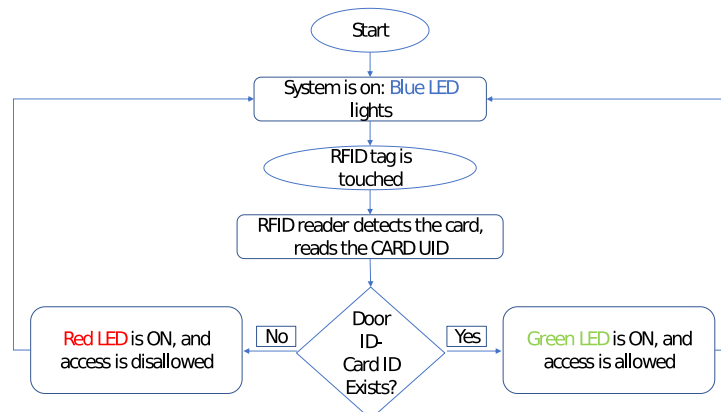 Start
System is on: Blue LED
lights
RFID tag is
touched
RFID reader detects the card,
reads the CARD UID
Door
ID-
Card ID
Exists?
No
Yes
Red LED is ON, and
access is disallowed
Green LED is ON, and
access is allowed